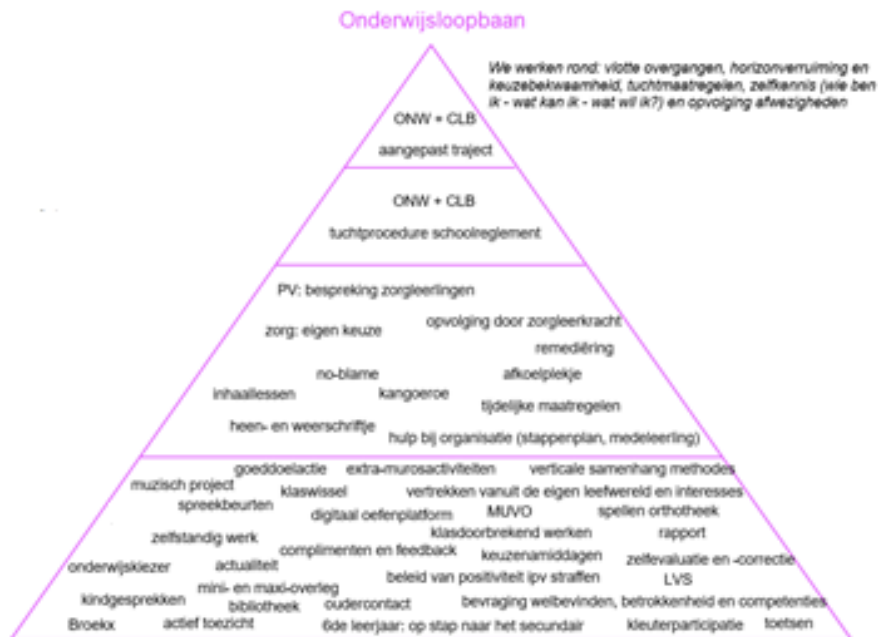 Onderwijsloopbaan
We werken rond: vlotte overgangen, horizonverruiming en
keuzebekwaamheid, tuchtmaatregelen, zelfkennis (wie ben
ik - wat kan ik - wat wil ik?) en opvolging afwezigheden
ONW + CLB
aangepast traject
ONW + CLB
tuchtprocedure schoolreglement
PV: bespreking zorgleerlingen
zorg: eigen keuze
opvolging door zorgleerkracht
remediëring
no-blame
afkoelplekje
inhaallessen
kangoeroe
tijdelijke maatregelen
heen- en weerschriftje
hulp bij organisatie (stappenplan, medeleerling)
goeddoelactie
extra-murosactiviteiten
verticale samenhang methodes
muzisch project
klaswissel
vertrekken vanuit de eigen leefwereld en interesses
spreekbeurten
digitaal oefenplatform
MUVO
spellen orthotheek
zelfstandig werk
klasdoorbrekend werken
rapport
complimenten en feedback
keuzenamiddagen
zelfevaluatie en -correctie
onderwijskiezer
actualiteit
beleid van positiviteit ipv straffen
LVS
mini- en maxi-overleg
kindgesprekken
bibliotheek
oudercontact
bevraging welbevinden, betrokkenheid en competenties
Broekx
actief toezicht
6de leerjaar: op stap naar het secundair
kleuterparticipatie
toetsen